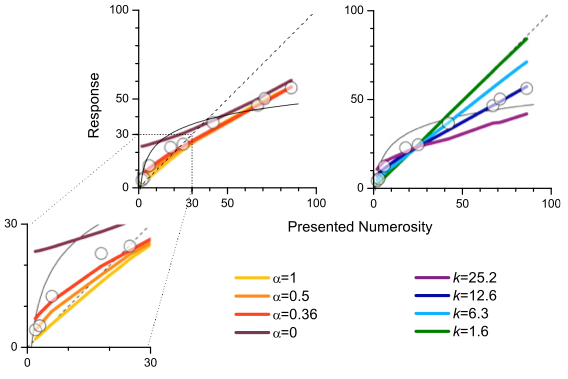 100
100
50
50
Response
30
0
0
0
30
50
100
0
50
100
Presented Numerosity
30
0
0
30
α=1
α=0.5
α=0.36
α=0
k=25.2
k=12.6
k=6.3
k=1.6